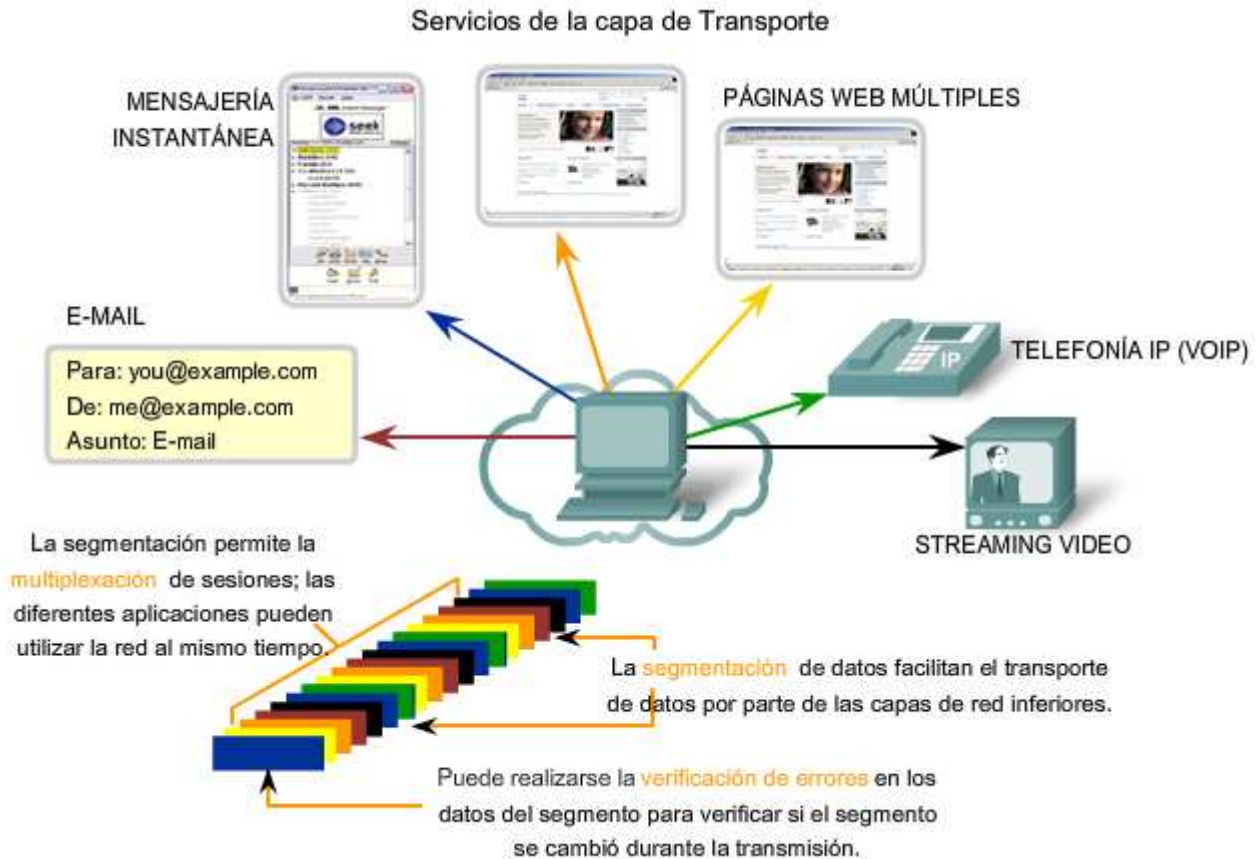 Servicios de la capa de Transporte
MENSAJERÍA
INSTANTÁNEA
seek
PÁGINAS WEB MÚLTIPLES
E-MAIL
Para: you@example.com
De: me@example.com
Asunto: E-mail
IP
TELEFONÍA IP (VOIP)
STREAMING VIDEO
La segmentación permite la
multiplexación de sesiones; las
diferentes aplicaciones pueden
utilizar la red al mismo tiempo.
La segmentación de datos facilitan el transporte
de datos por parte de las capas de red inferiores.
Puede realizarse la verificación de errores en los
datos del segmento para verificar si el segmento
se cambió durante la transmisión.